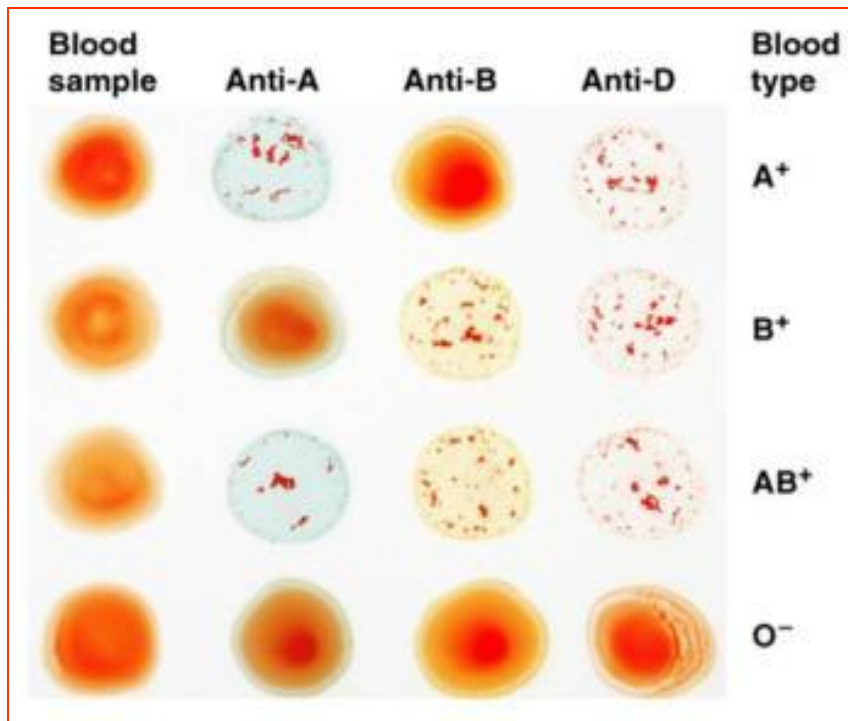 Blood sample
Anti-A
Anti-B
Anti-D
Blood type
A⁺
B⁺
AB⁺
O⁻